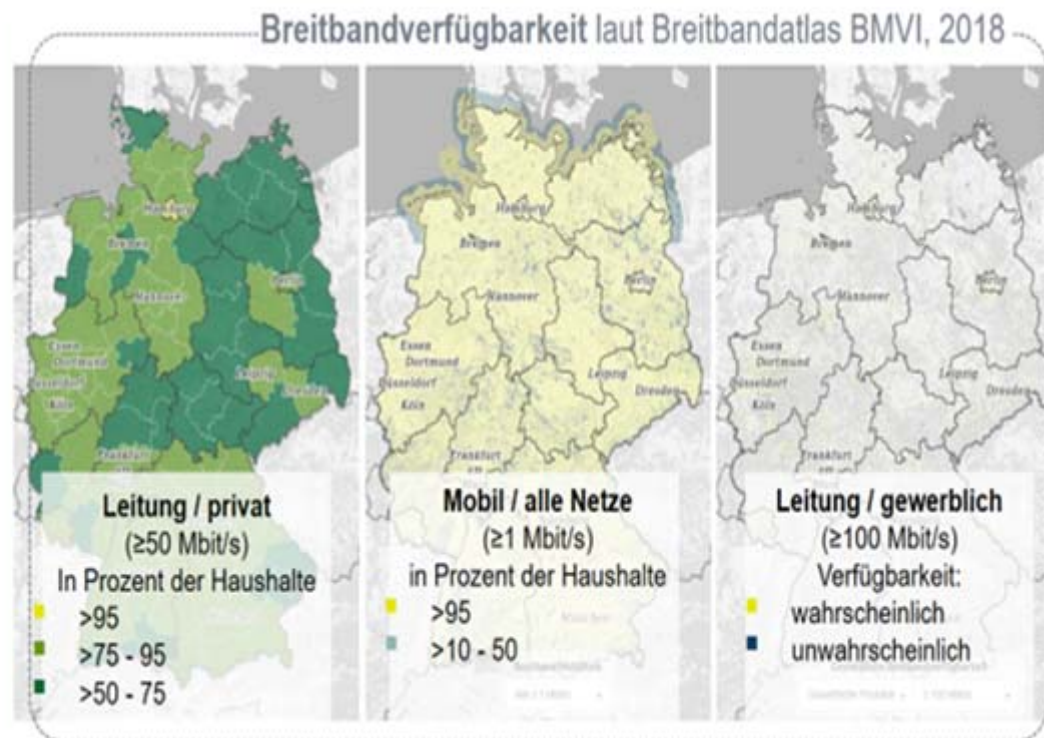 Breitbandverfügbarkeit laut Breitbandatlas BMVI, 2018
Hamburg
Bremen
Hannover
Berlin
Essen
Dortmund
Düsseldorf
Köln
Leipzig
Dresden
Frankfurt
Leitung / privat
(≥50 Mbit/s)
In Prozent der Haushalte
>95
>75 - 95
>50 - 75
Hamburg
Bremen
Berlin
Hannover
Essen
Dortmund
Düsseldorf
Köln
Leipzig
Dresden
Frankfurt
am
Mobil / alle Netze
(≥1 Mbit/s)
in Prozent der Haushalte
>95
>10 - 50
Hamburg
Bremen
Berlin
Hannover
Essen
Dortmund
Düsseldorf
Köln
Leipzig
Dresden
Frankfurt
Leitung / gewerblich
(≥100 Mbit/s)
Verfügbarkeit:
wahrscheinlich
unwahrscheinlich